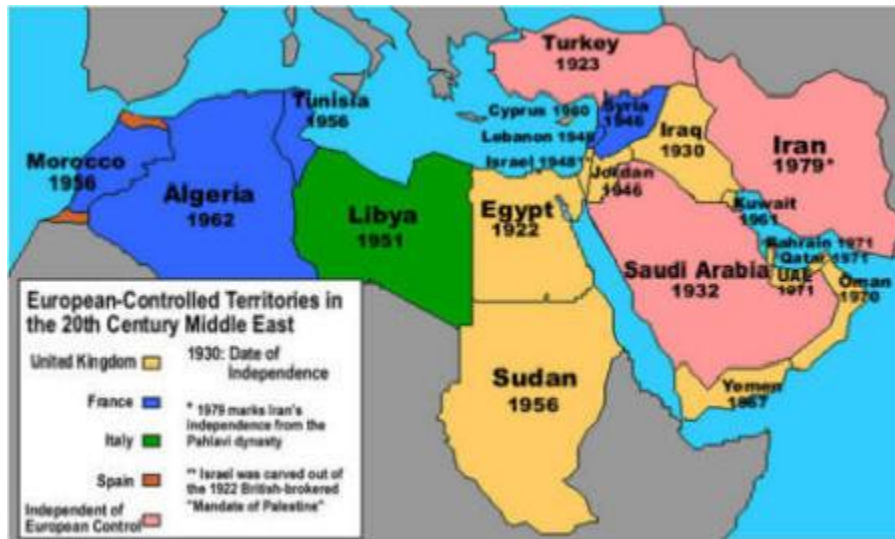 Turkey
1923
Tunisia
1956
Cyprus 1960
Syria
1946
Lebanon 1946
Iraq
1930
Israel 1948**
Iran
1979*
Morocco
1956
Algeria
1962
Jordan
1946
Libya
1951
Egypt
1922
Kuwait
1961
Bahrain 1971
Qatar 1971
Saudi Arabia
1932
UAE
1971
Oman
1970
Sudan
1956
Yemen
1967
European-Controlled Territories in
the 20th Century Middle East
United Kingdom
1930: Date of
Independence
France
* 1979 marks Iran's
independence from the
Pahlavi dynasty
Italy
Spain
** Israel was carved out of
the 1922 British-brokered
"Mandate of Palestine"
Independent of
European Control